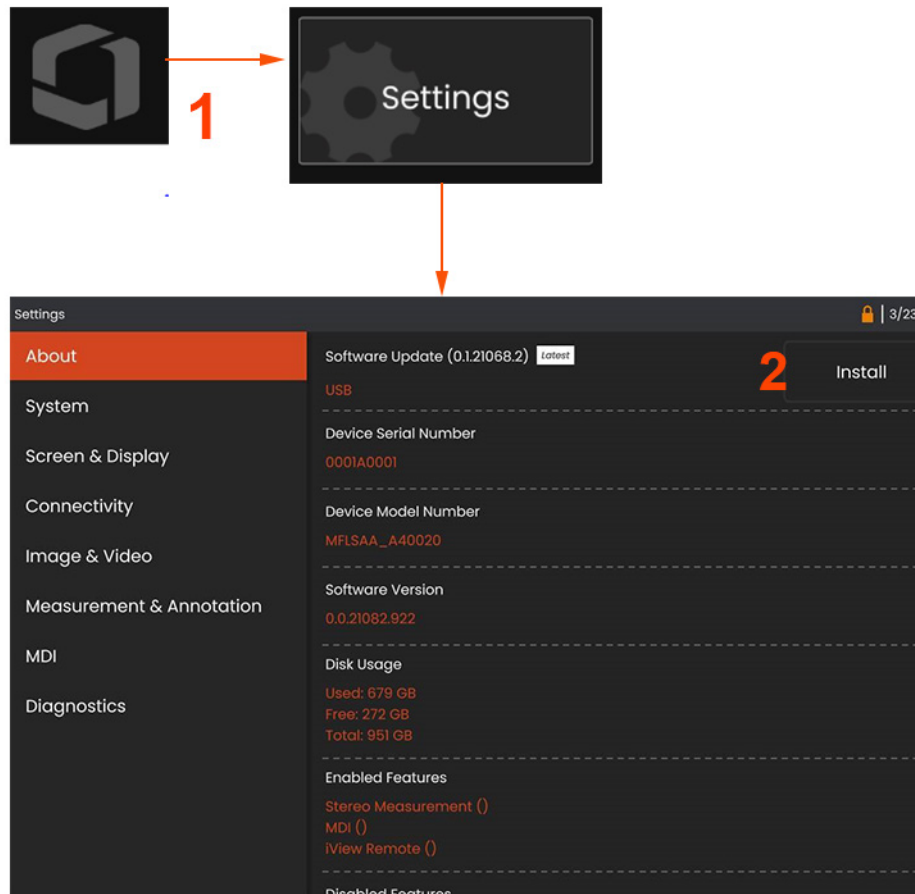 1
Settings
Settings
3/23
About
Software Update (0.1.21068.2) Latest
2
Install
USB
System
Device Serial Number
0001A0001
Screen & Display
Connectivity
Device Model Number
MFLSAA_A40020
Image & Video
Software Version
0.0.21082.922
Measurement & Annotation
MDI
Disk Usage
Used: 679 GB
Free: 272 GB
Total: 951 GB
Diagnostics
Enabled Features
Stereo Measurement ()
MDI ()
iView Remote ()
Disabled Features